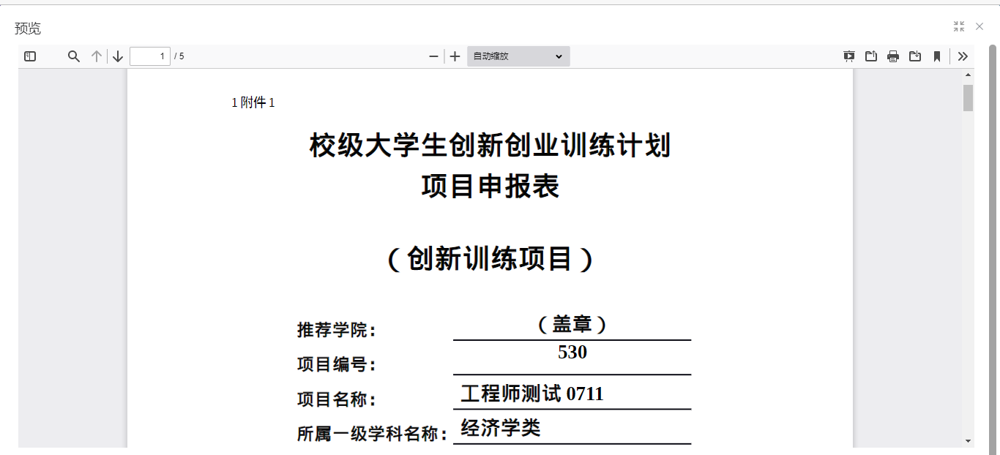 预览
1 / 5
自动缩放
1 附件 1
校级大学生创新创业训练计划
项目申报表
（创新训练项目）
推荐学院：（盖章）
项目编号：530
项目名称：工程师测试 0711
所属一级学科名称：经济学类